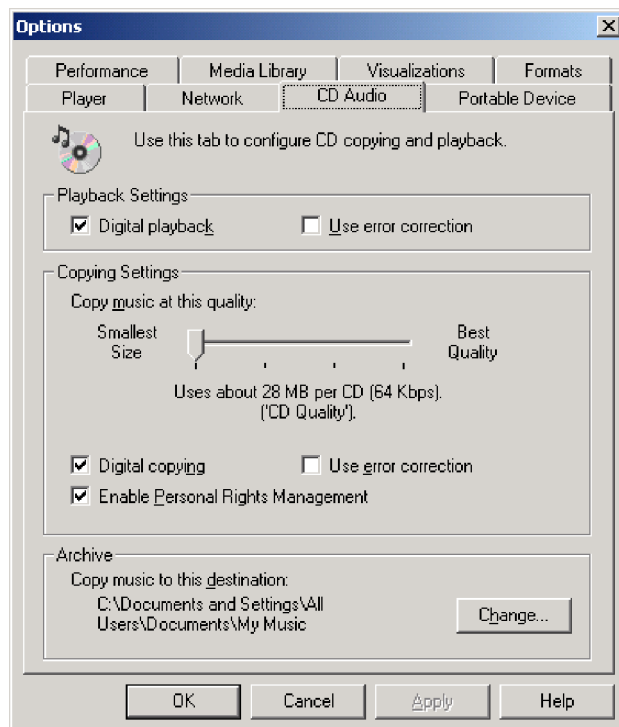 Options
Performance Media Library Visualizations Formats
Player Network CD Audio Portable Device
Use this tab to configure CD copying and playback.
Playback Settings
Digital playback Use error correction
Copying Settings
Copy music at this quality:
Smallest Size Best Quality
Uses about 28 MB per CD (64 Kbps).
('CD Quality').
Digital copying Use error correction
Enable Personal Rights Management
Archive
Copy music to this destination:
C:\Documents and Settings\All
Users\Documents\My Music
Change...
OK Cancel Apply Help